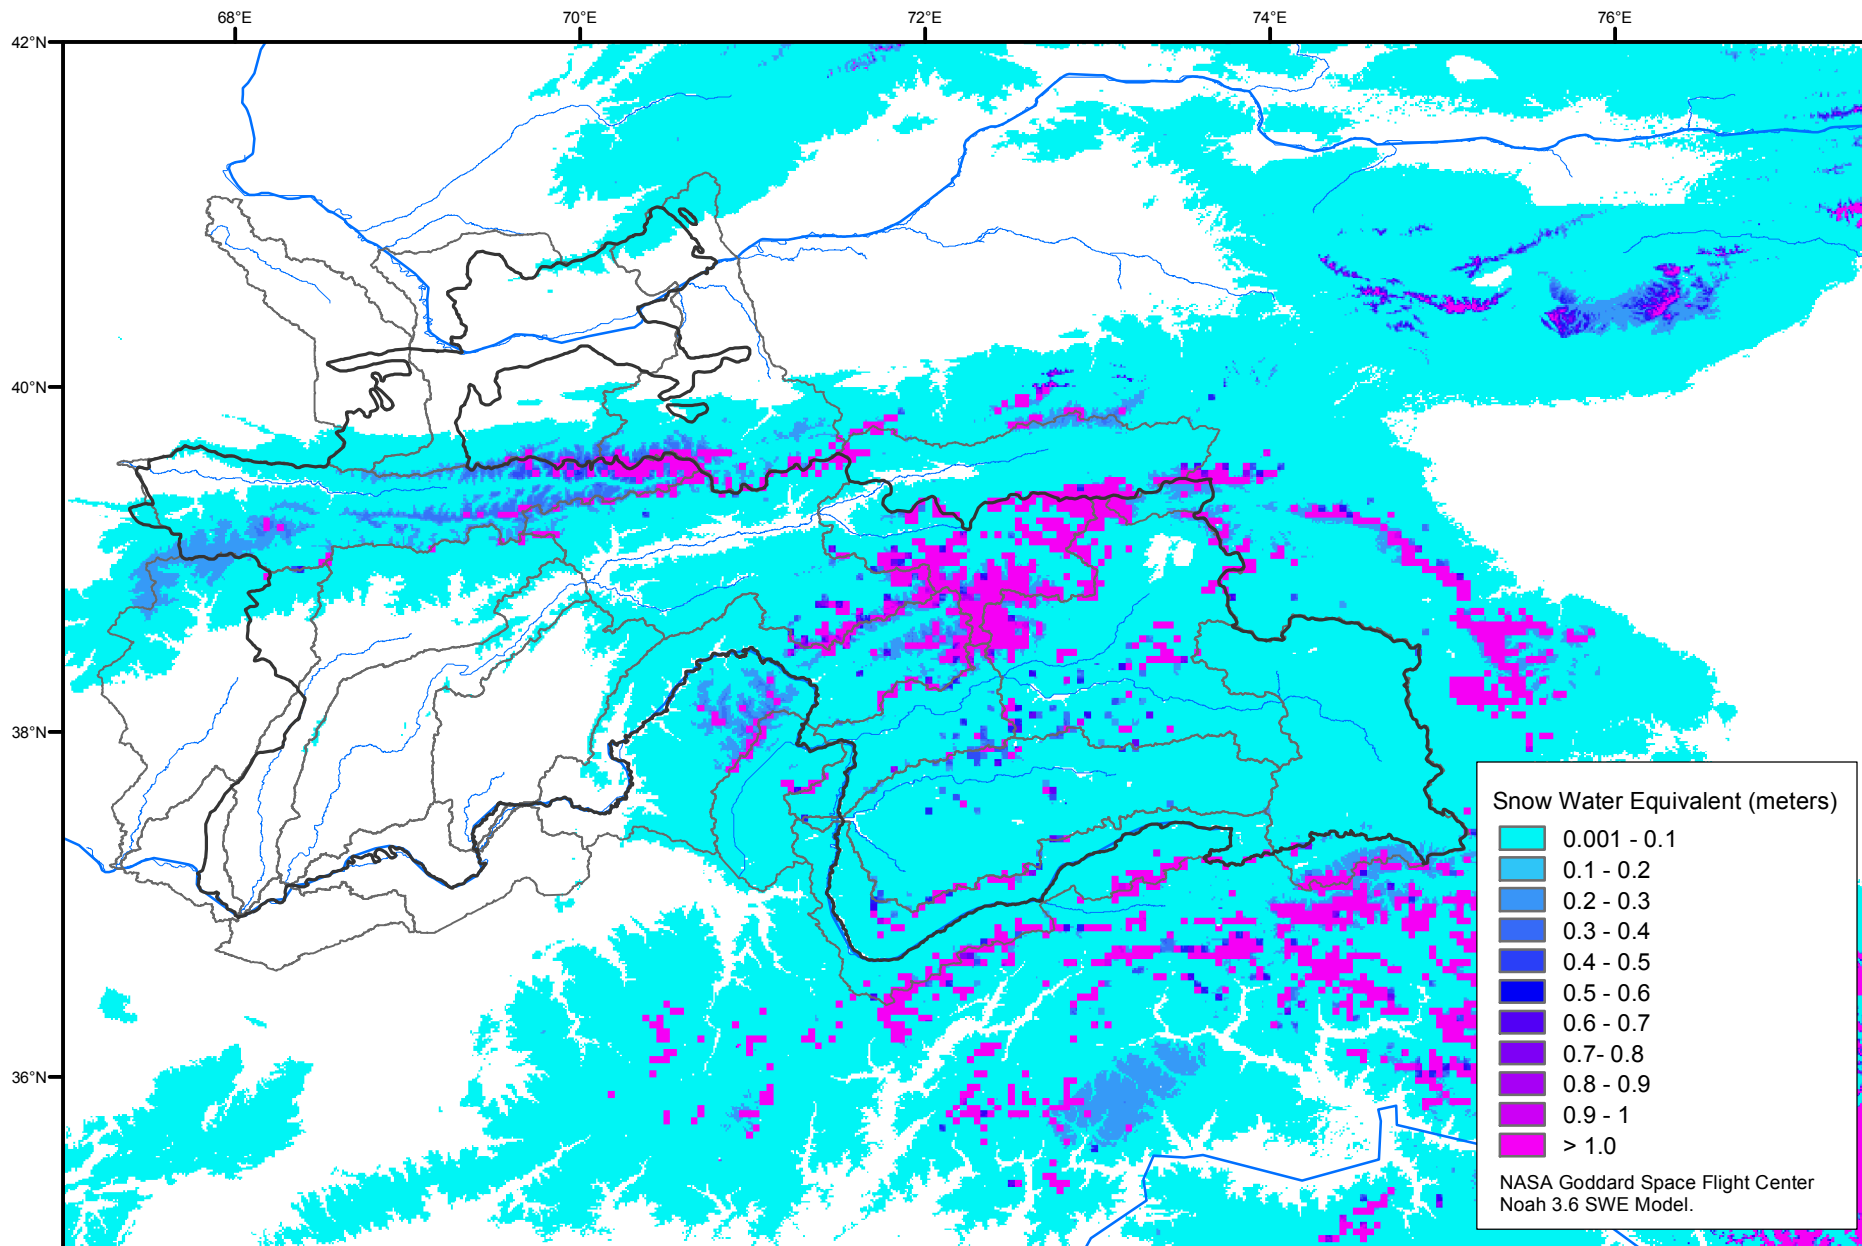 68°E
70°E
72°E
74°E
76°E
42°N
40°N
38°N
36°N
Snow Water Equivalent (meters)
0.001 - 0.1
0.1 - 0.2
0.2 - 0.3
0.3 - 0.4
0.4 - 0.5
0.5 - 0.6
0.6 - 0.7
0.7- 0.8
0.8 - 0.9
0.9 - 1
> 1.0
NASA Goddard Space Flight Center
Noah 3.6 SWE Model.